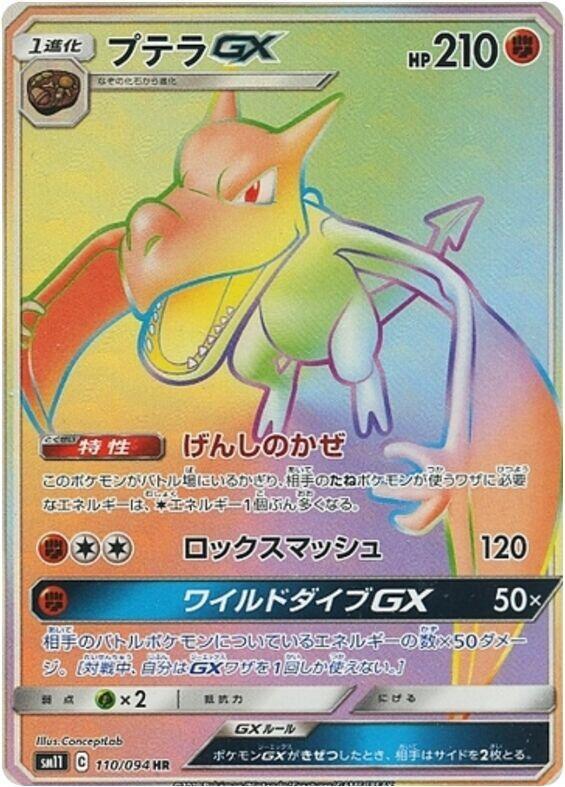 1進化 プテラGX HP210
なぞの化石から進化
特性 げんしのかぜ
このポケモンがバトル場にいるかぎり、相手のたねポケモンが使うワザに必要
なエネルギーは、エネルギー1個ぶん多くなる。
ロックスマッシュ 120
ワイルドダイブGX 50×
相手のバトルポケモンについているエネルギーの数×50ダメー
ジ。[対戦中、自分はGXワザを1回しか使えない。]
弱点 ×2 抵抗力 にげる
GXルール
ポケモンGXがきぜつしたとき、相手はサイドを2枚とる。
Illus.ConceptLab
sm11 C 110/094 HR